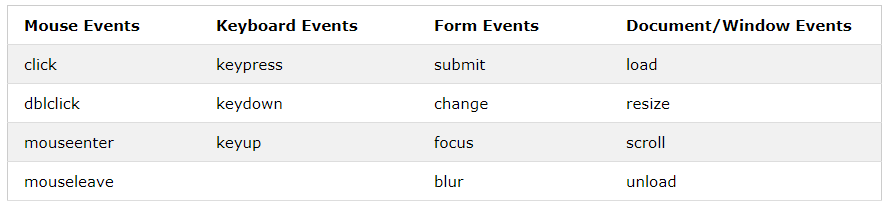 Mouse Events Keyboard Events Form Events Document/Window Events
click keypress submit load
dblclick keydown change resize
mouseenter keyup focus scroll
mouseleave blur unload